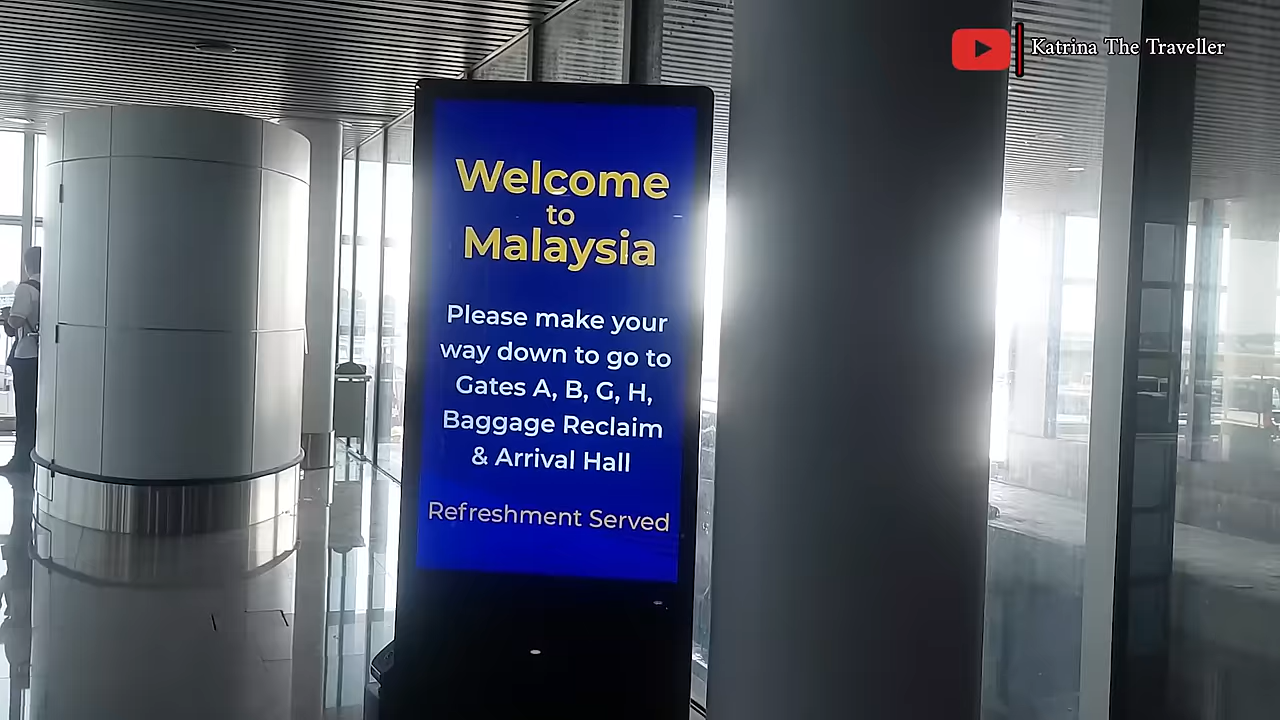 Katrina The Traveller
Welcome
to
Malaysia
Please make your
way down to go to
Gates A, B, G, H,
Baggage Reclaim
& Arrival Hall
Refreshment Served